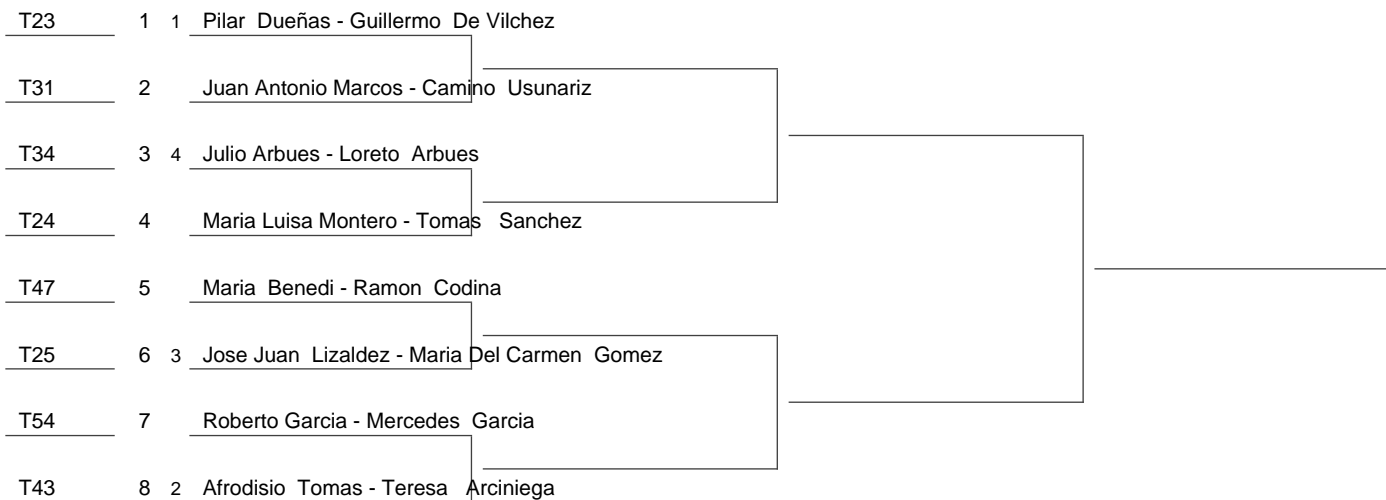 T23 1 1 Pilar Dueñas - Guillermo De Vilchez
T31 2 Juan Antonio Marcos - Camino Usunariz
T34 3 4 Julio Arbues - Loreto Arbues
T24 4 Maria Luisa Montero - Tomas Sanchez
T47 5 Maria Benedi - Ramon Codina
T25 6 3 Jose Juan Lizaldez - Maria Del Carmen Gomez
T54 7 Roberto Garcia - Mercedes Garcia
T43 8 2 Afrodisio Tomas - Teresa Arciniega